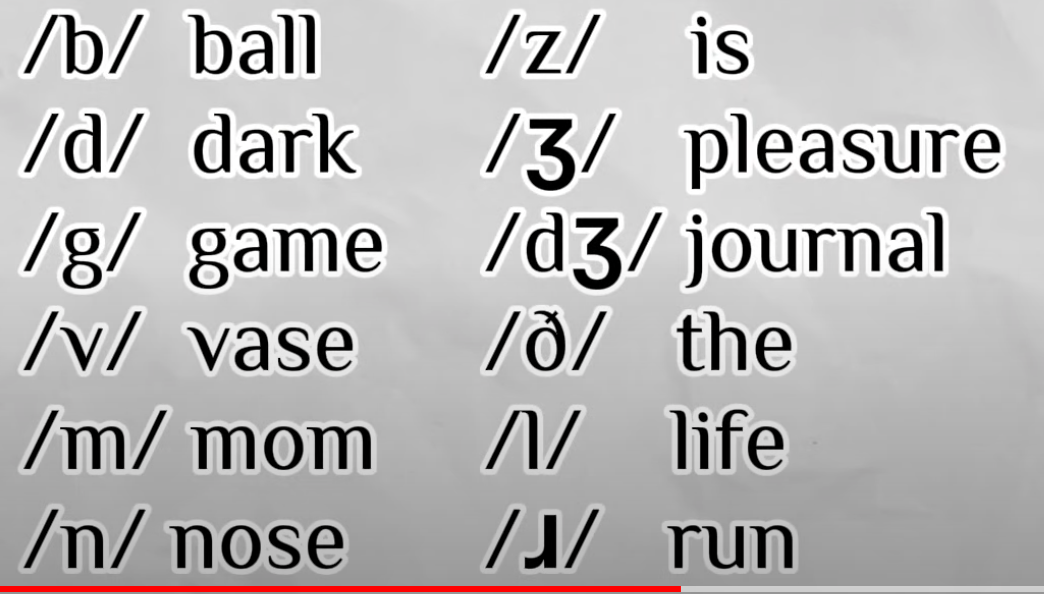 /b/ ball
/d/ dark
/g/ game
/v/ vase
/m/ mom
/n/ nose
/z/ is
/ʒ/ pleasure
/dʒ/ journal
/ð/ the
/l/ life
/ɹ/ run